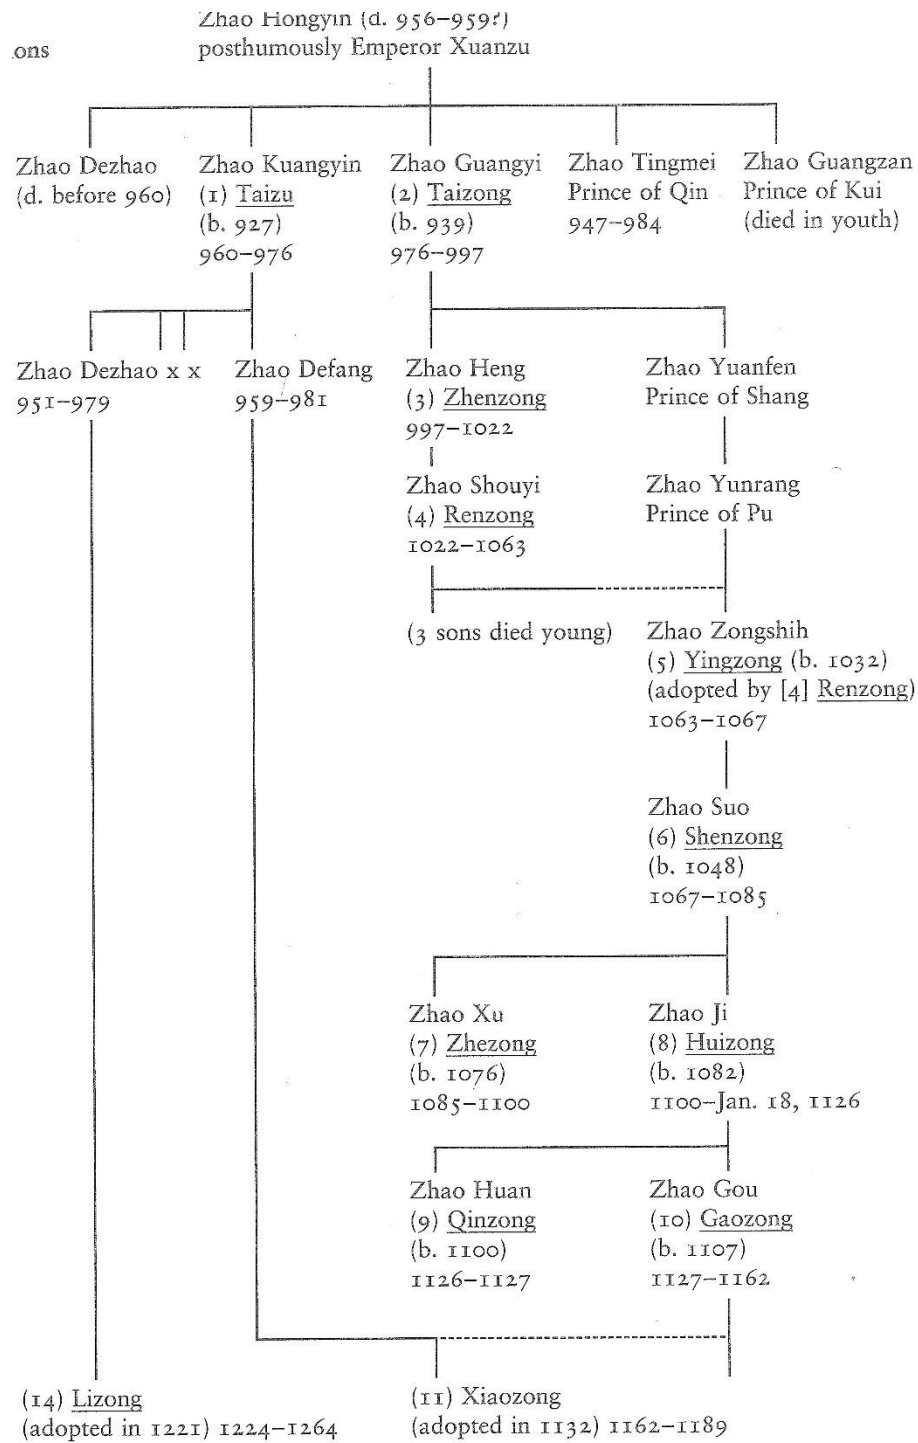 Zhao Hongyin (d. 956–959?)
.ons
posthumously Emperor Xuanzu
Zhao Dezhao
(d. before 960)
Zhao Kuangyin
(1) Taizu
(b. 927)
960–976
Zhao Guangyi
(2) Taizong
(b. 939)
976–997
Zhao Tingmei
Prince of Qin
947–984
Zhao Guangzan
Prince of Kui
(died in youth)
Zhao Dezhao x x
951–979
Zhao Defang
959–981
Zhao Heng
(3) Zhenzong
997–1022
Zhao Yuanfen
Prince of Shang
Zhao Shouyi
(4) Renzong
1022–1063
Zhao Yunrang
Prince of Pu
(3 sons died young)
Zhao Zongshih
(5) Yingzong (b. 1032)
(adopted by [4] Renzong)
1063–1067
Zhao Suo
(6) Shenzong
(b. 1048)
1067–1085
Zhao Xu
(7) Zhezong
(b. 1076)
1085–1100
Zhao Ji
(8) Huizong
(b. 1082)
1100–Jan. 18, 1126
Zhao Huan
(9) Qinzong
(b. 1100)
1126–1127
Zhao Gou
(10) Gaozong
(b. 1107)
1127–1162
(14) Lizong
(adopted in 1221) 1224–1264
(11) Xiaozong
(adopted in 1132) 1162–1189